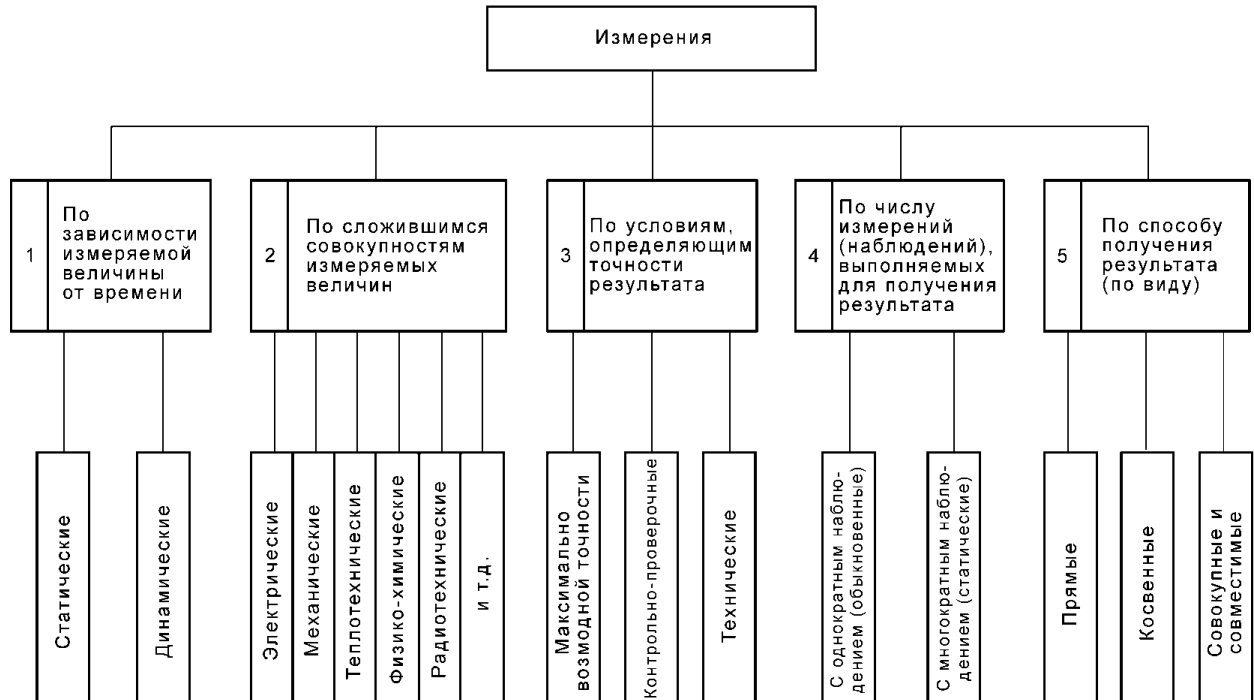 Измерения
1
По
зависимости
измеряемой
величины
от времени
2
По сложившимся
совокупностям
измеряемых
величин
3
По условиям,
определяющим
точности
результата
4
По числу
измерений
(наблюдений),
выполняемых
для получения
результата
5
По способу
получения
результата
(по виду)
Статические
Динамические
Электрические
Механические
Теплотехнические
Физико-химические
Радиотехнические
и т.д.
Максимально
возмодной точности
Контрольно-проверочные
Технические
С однократным наблю-
дением (обыкновенные)
С многократным наблю-
дением (статические)
Прямые
Косвенные
Совокупные и
совместимые